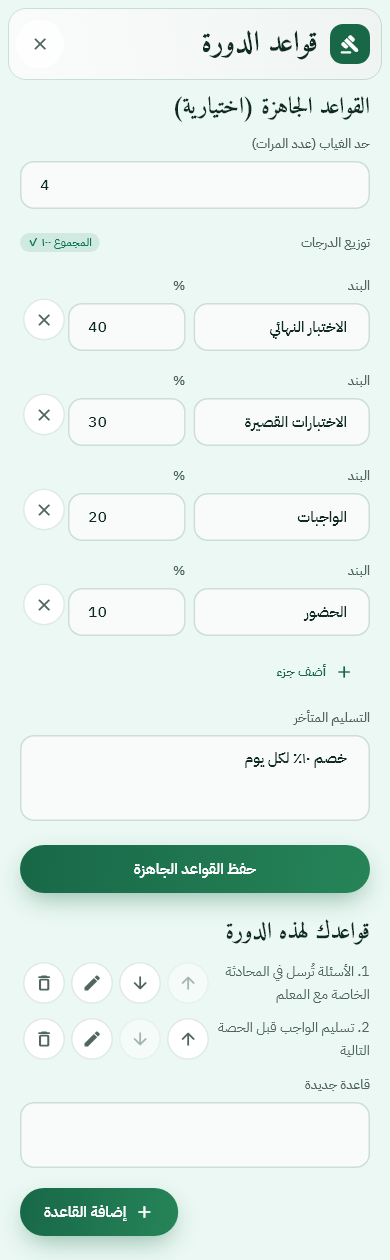 قواعد الدورة
القواعد الجاهزة (اختيارية)
حد الغياب (عدد المرات)
4
توزيع الدرجات
المجموع ١٠٠ ✓
البند
%
الاختبار النهائي
40
البند
%
الاختبارات القصيرة
30
البند
%
الواجبات
20
البند
%
الحضور
10
أضف جزء
التسليم المتأخر
خصم ١٠٪ لكل يوم
حفظ القواعد الجاهزة
قواعدك لهذه الدورة
1. الأسئلة تُرسل في المحادثة
الخاصة مع المعلم
2. تسليم الواجب قبل الحصة
التالية
قاعدة جديدة
إضافة القاعدة